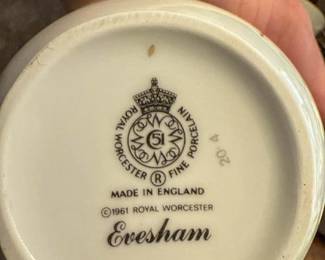 ROYAL WORCESTER
FINE PORCELAIN
51
R
MADE IN ENGLAND
©1961 ROYAL WORCESTER
Evesham
20 4